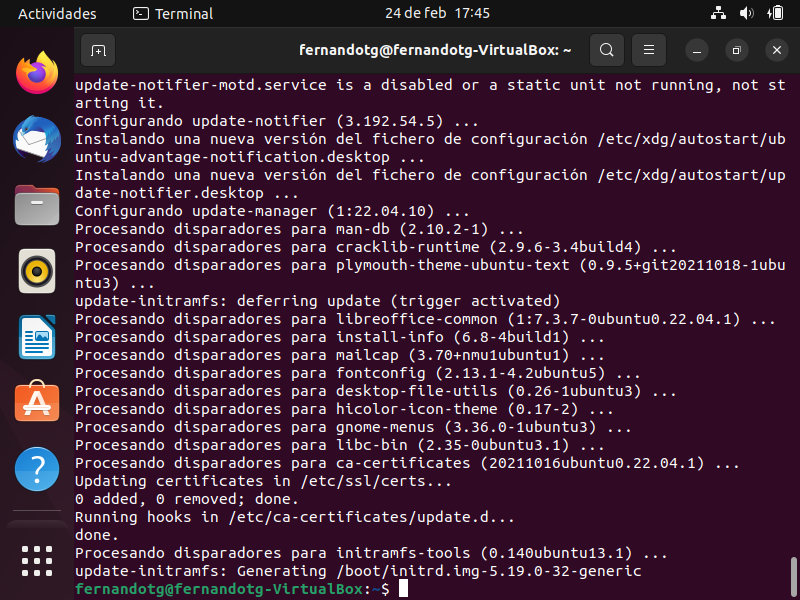 Actividades
Terminal
24 de feb 17:45
fernandotg@fernandotg-VirtualBox: ~
update-notifier-motd.service is a disabled or a static unit not running, not st
arting it.
Configurando update-notifier (3.192.54.5) ...
Instalando una nueva versión del fichero de configuración /etc/xdg/autostart/ub
untu-advantage-notification.desktop ...
Instalando una nueva versión del fichero de configuración /etc/xdg/autostart/up
date-notifier.desktop ...
Configurando update-manager (1:22.04.10) ...
Procesando disparadores para man-db (2.10.2-1) ...
Procesando disparadores para cracklib-runtime (2.9.6-3.4build4) ...
Procesando disparadores para plymouth-theme-ubuntu-text (0.9.5+git20211018-1ubu
ntu3) ...
update-initramfs: deferring update (trigger activated)
Procesando disparadores para libreoffice-common (1:7.3.7-0ubuntu0.22.04.1) ...
Procesando disparadores para install-info (6.8-4build1) ...
Procesando disparadores para mailcap (3.70+nmu1ubuntu1) ...
Procesando disparadores para fontconfig (2.13.1-4.2ubuntu5) ...
Procesando disparadores para desktop-file-utils (0.26-1ubuntu3) ...
Procesando disparadores para hicolor-icon-theme (0.17-2) ...
Procesando disparadores para gnome-menus (3.36.0-1ubuntu3) ...
Procesando disparadores para libc-bin (2.35-0ubuntu3.1) ...
Procesando disparadores para ca-certificates (20211016ubuntu0.22.04.1) ...
Updating certificates in /etc/ssl/certs...
0 added, 0 removed; done.
Running hooks in /etc/ca-certificates/update.d...
done.
Procesando disparadores para initramfs-tools (0.140ubuntu13.1) ...
update-initramfs: Generating /boot/initrd.img-5.19.0-32-generic
fernandotg@fernandotg-VirtualBox:~$